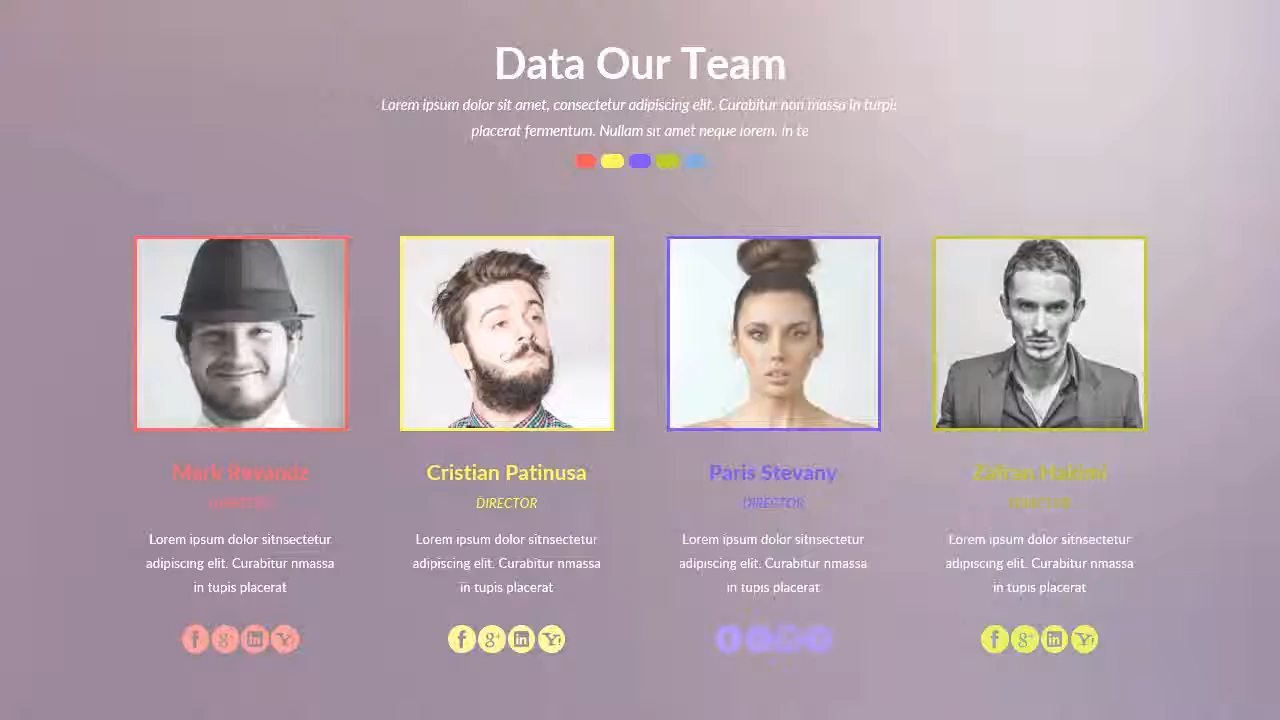 Data Our Team
Lorem ipsum dolor sit amet, consectetur adipiscing elit. Curabitur non massa in turpis
placerat fermentum. Nullam sit amet neque lorem. in te
Mark Rwandz
Cristian Patinusa
Paris Stevany
Zafran Hakimi
DIRECTOR
DIRECTOR
DIRECTOR
DIRECTOR
Lorem ipsum dolor sitnsectetur
adipiscing elit. Curabitur nmassa
in tupis placerat
Lorem ipsum dolor sitnsectetur
adipiscing elit. Curabitur nmassa
in tupis placerat
Lorem ipsum dolor sitnsectetur
adipiscing elit. Curabitur nmassa
in tupis placerat
Lorem ipsum dolor sitnsectetur
adipiscing elit. Curabitur nmassa
in tupis placerat